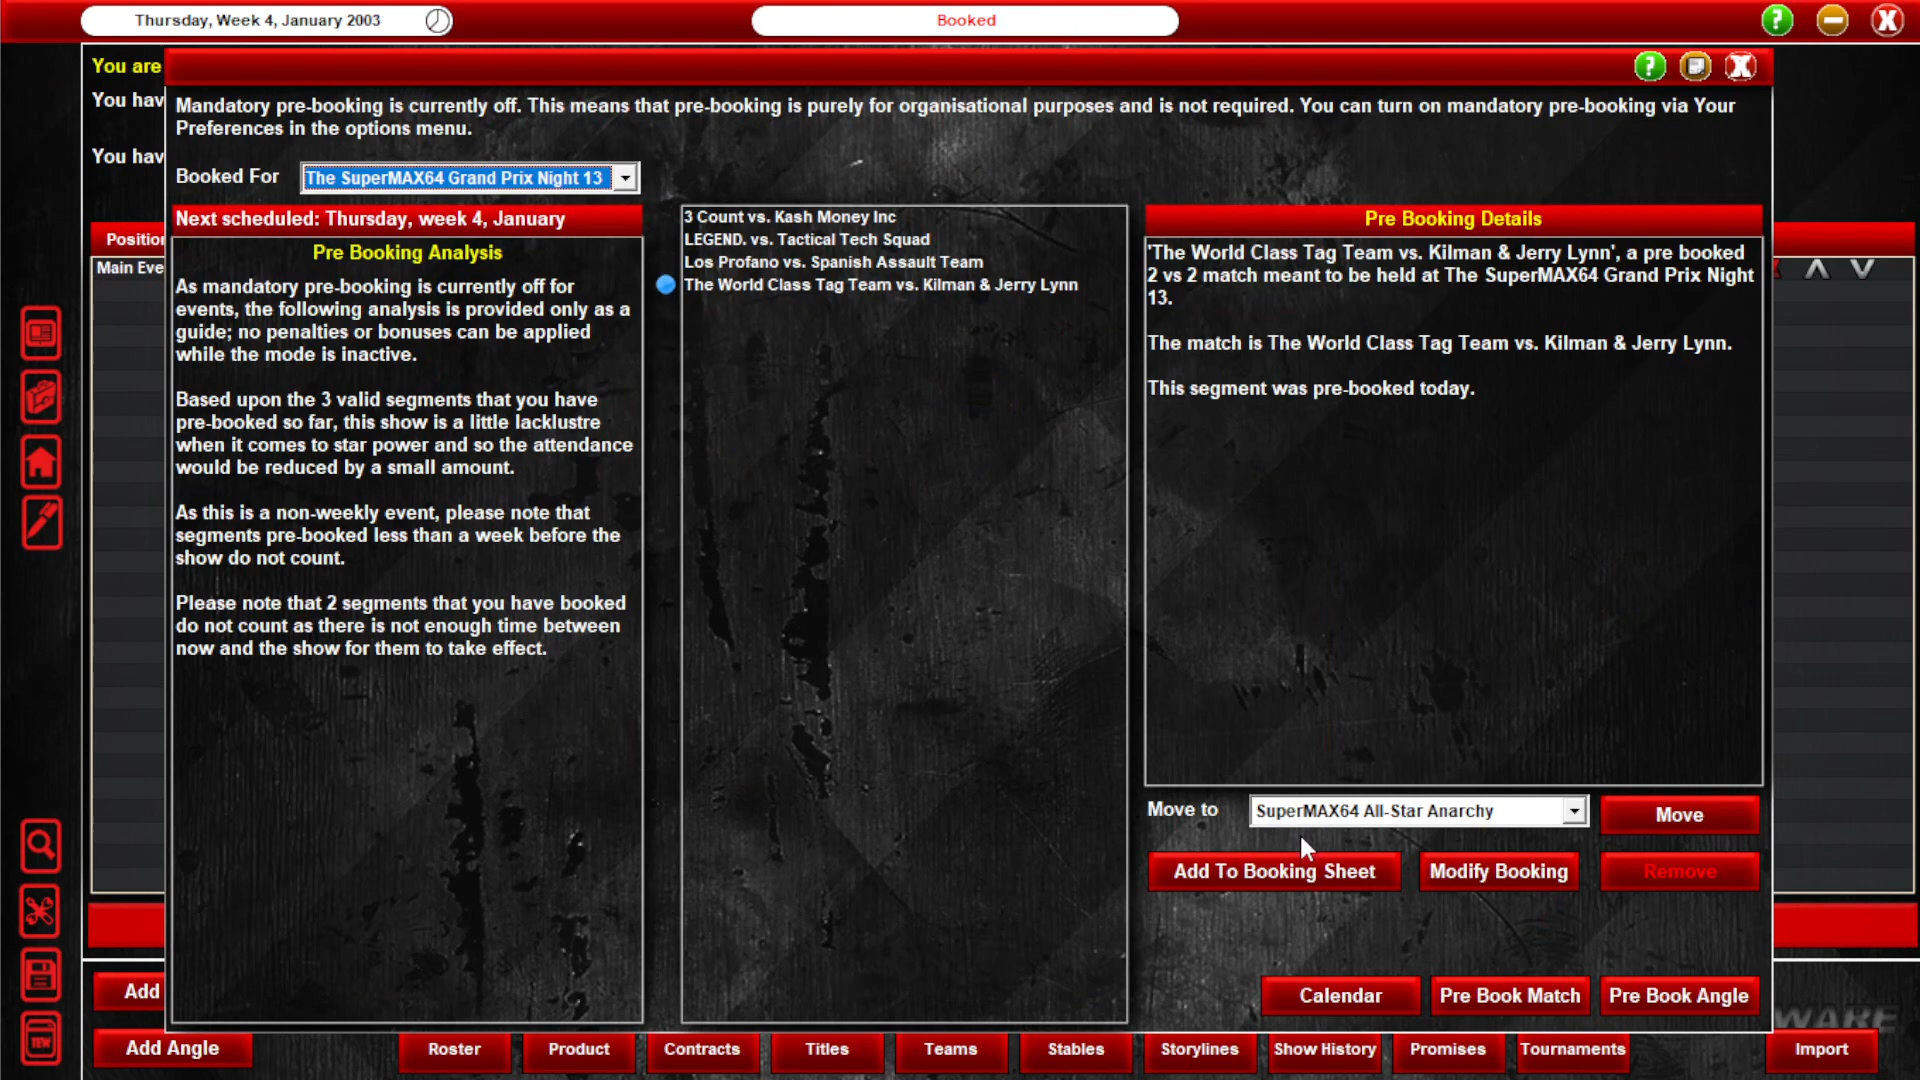 Thursday, Week 4, January 2003
Booked
You are
You hav
You hav
Mandatory pre-booking is currently off. This means that pre-booking is purely for organisational purposes and is not required. You can turn on mandatory pre-booking via Your
Preferences in the options menu.
Booked For
The SuperMAX64 Grand Prix Night 13
Next scheduled: Thursday, week 4, January
Pre Booking Analysis
As mandatory pre-booking is currently off for
events, the following analysis is provided only as a
guide; no penalties or bonuses can be applied
while the mode is inactive.
Based upon the 3 valid segments that you have
pre-booked so far, this show is a little lacklustre
when it comes to star power and so the attendance
would be reduced by a small amount.
As this is a non-weekly event, please note that
segments pre-booked less than a week before the
show do not count.
Please note that 2 segments that you have booked
do not count as there is not enough time between
now and the show for them to take effect.
3 Count vs. Kash Money Inc
LEGEND. vs. Tactical Tech Squad
Los Profano vs. Spanish Assault Team
The World Class Tag Team vs. Kilman & Jerry Lynn
Pre Booking Details
'The World Class Tag Team vs. Kilman & Jerry Lynn', a pre booked
2 vs 2 match meant to be held at The SuperMAX64 Grand Prix Night
13.
The match is The World Class Tag Team vs. Kilman & Jerry Lynn.
This segment was pre-booked today.
Move to
SuperMAX64 All-Star Anarchy
Move
Add To Booking Sheet
Modify Booking
Remove
Calendar
Pre Book Match
Pre Book Angle
Position
Main Eve
Add
Add Angle
Roster
Product
Contracts
Titles
Teams
Stables
Storylines
Show History
Promises
Tournaments
Import
WARE
TEW